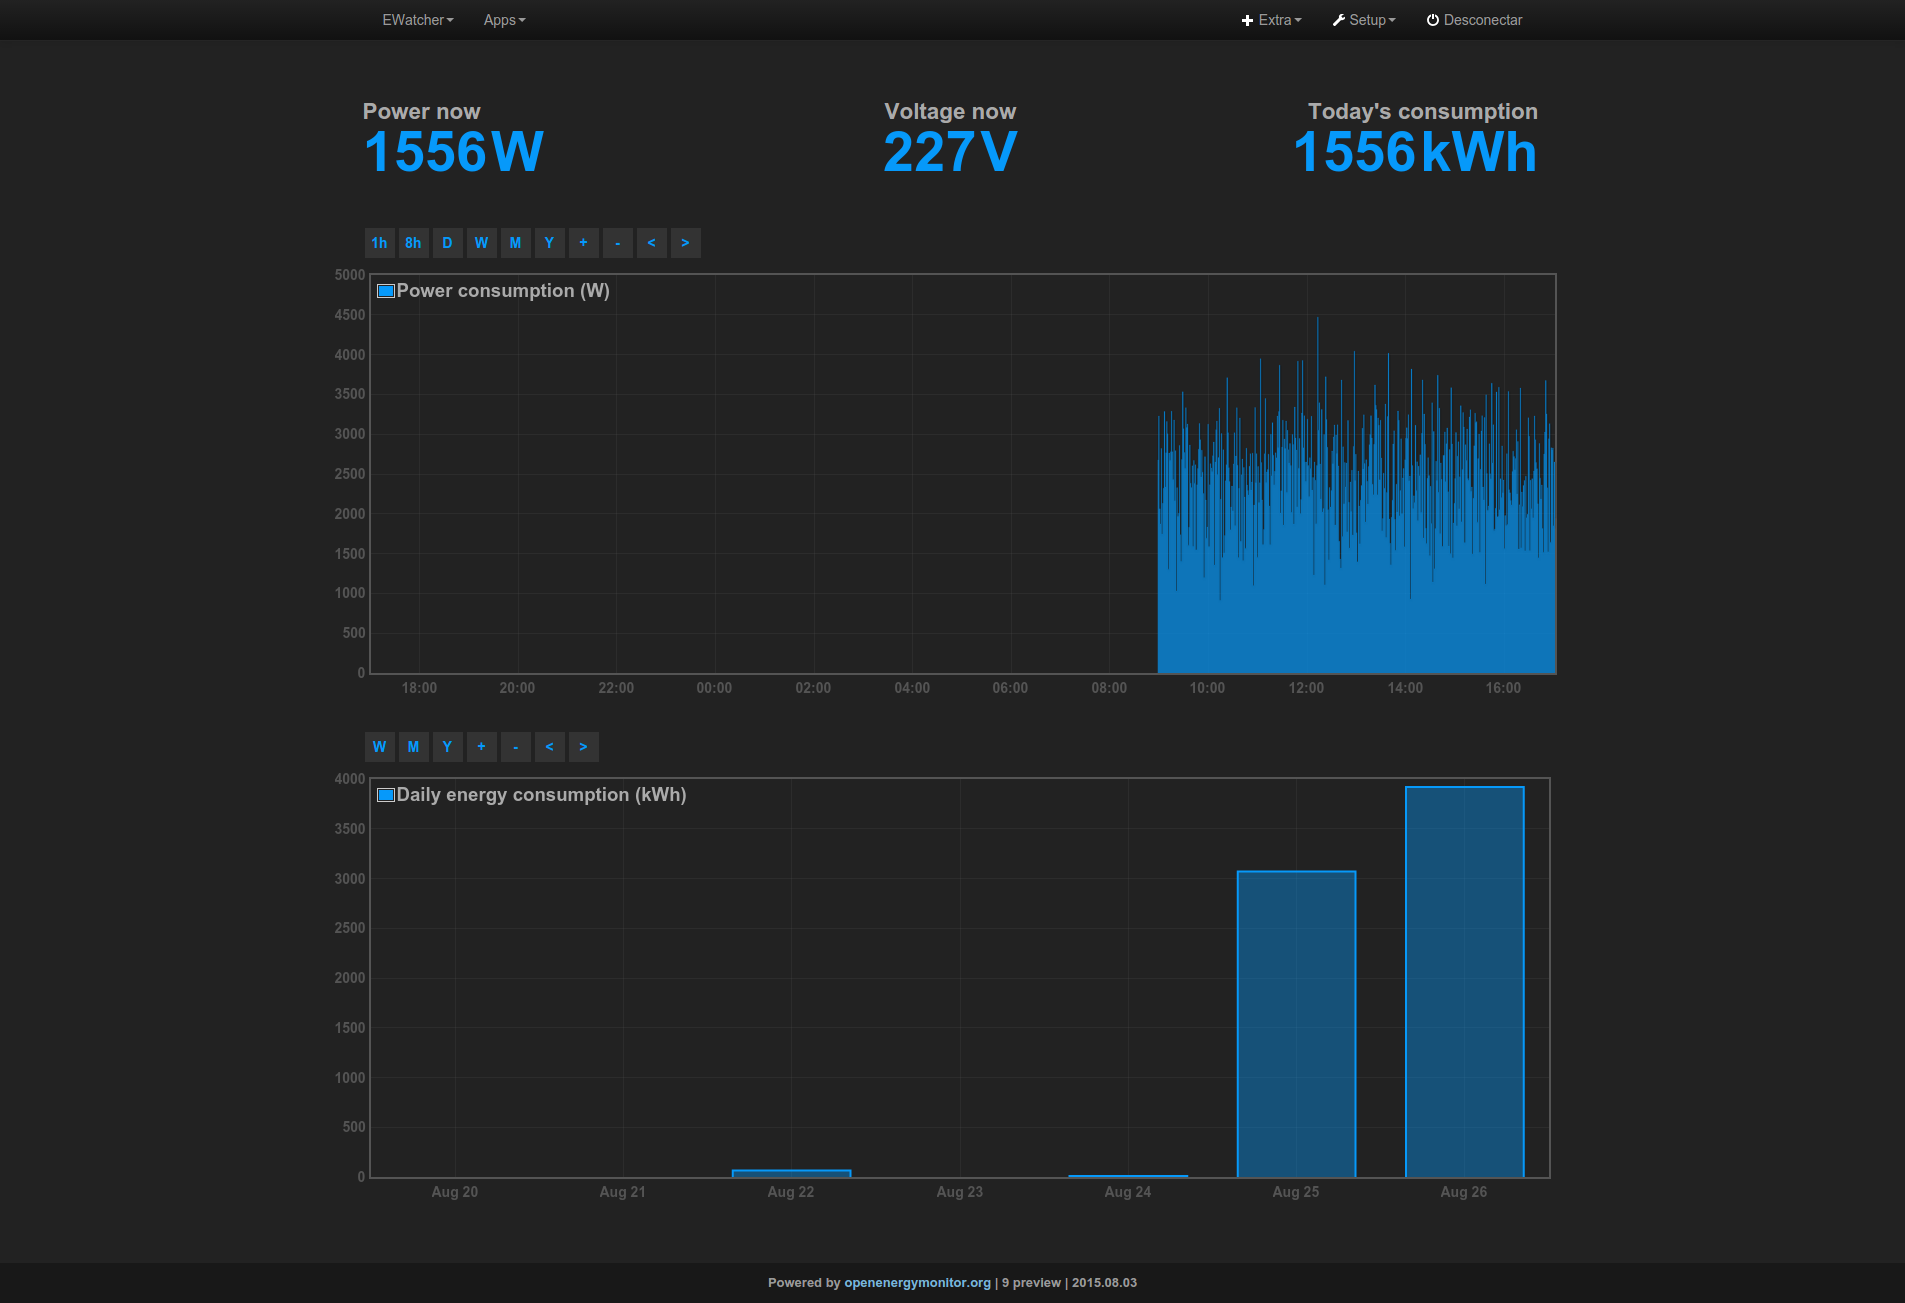 EWatcher Apps Extra Setup Desconectar
Power now Voltage now Today's consumption
1556W 227V 1556kWh
1h 8h D W M Y + - < >
Power consumption (W)
5000
4500
4000
3500
3000
2500
2000
1500
1000
500
0
18:00 20:00 22:00 00:00 02:00 04:00 06:00 08:00 10:00 12:00 14:00 16:00
W M Y + - < >
Daily energy consumption (kWh)
4000
3500
3000
2500
2000
1500
1000
500
0
Aug 20 Aug 21 Aug 22 Aug 23 Aug 24 Aug 25 Aug 26
Powered by openenergymonitor.org | 9 preview | 2015.08.03